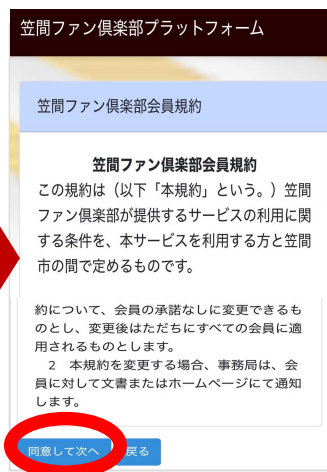 笠間ファン倶楽部プラットフォーム
笠間ファン倶楽部会員規約
笠間ファン倶楽部会員規約
この規約は（以下「本規約」という。）笠間
ファン倶楽部が提供するサービスの利用に関
する条件を、本サービスを利用する方と笠間
市の間で定めるものです。
約について、会員の承諾なしに変更できるも
のとし、変更後はただちにすべての会員に適
用されるものとします。
　２　本規約を変更する場合、事務局は、会
員に対して文書またはホームページにて通知
します。
同意して次へ 戻る